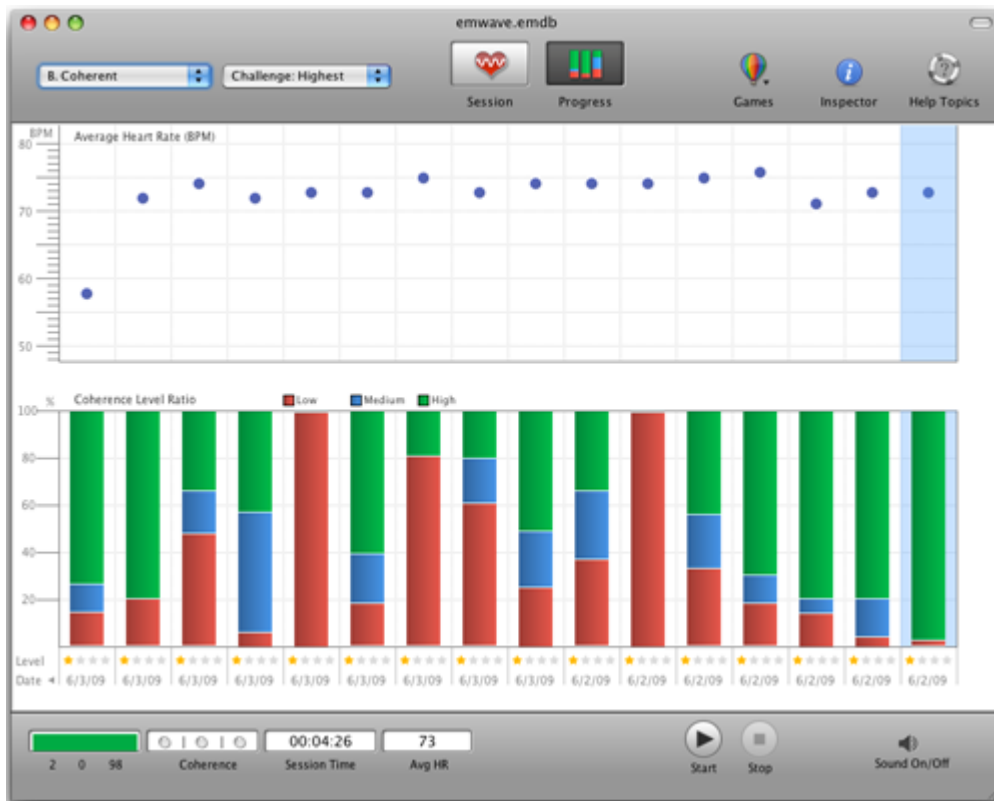 emwave.emdb
B. Coherent
Challenge: Highest
Session
Progress
Games
Inspector
Help Topics
BPM
Average Heart Rate (BPM)
80
70
60
50
%
Coherence Level Ratio
Low
Medium
High
100
80
60
40
20
Level
Date 6/3/09 6/3/09 6/3/09 6/3/09 6/3/09 6/3/09 6/3/09 6/3/09 6/3/09 6/2/09 6/2/09 6/2/09 6/2/09 6/2/09 6/2/09 6/2/09
2 0 98
Coherence
00:04:26
Session Time
73
Avg HR
Start
Stop
Sound On/Off